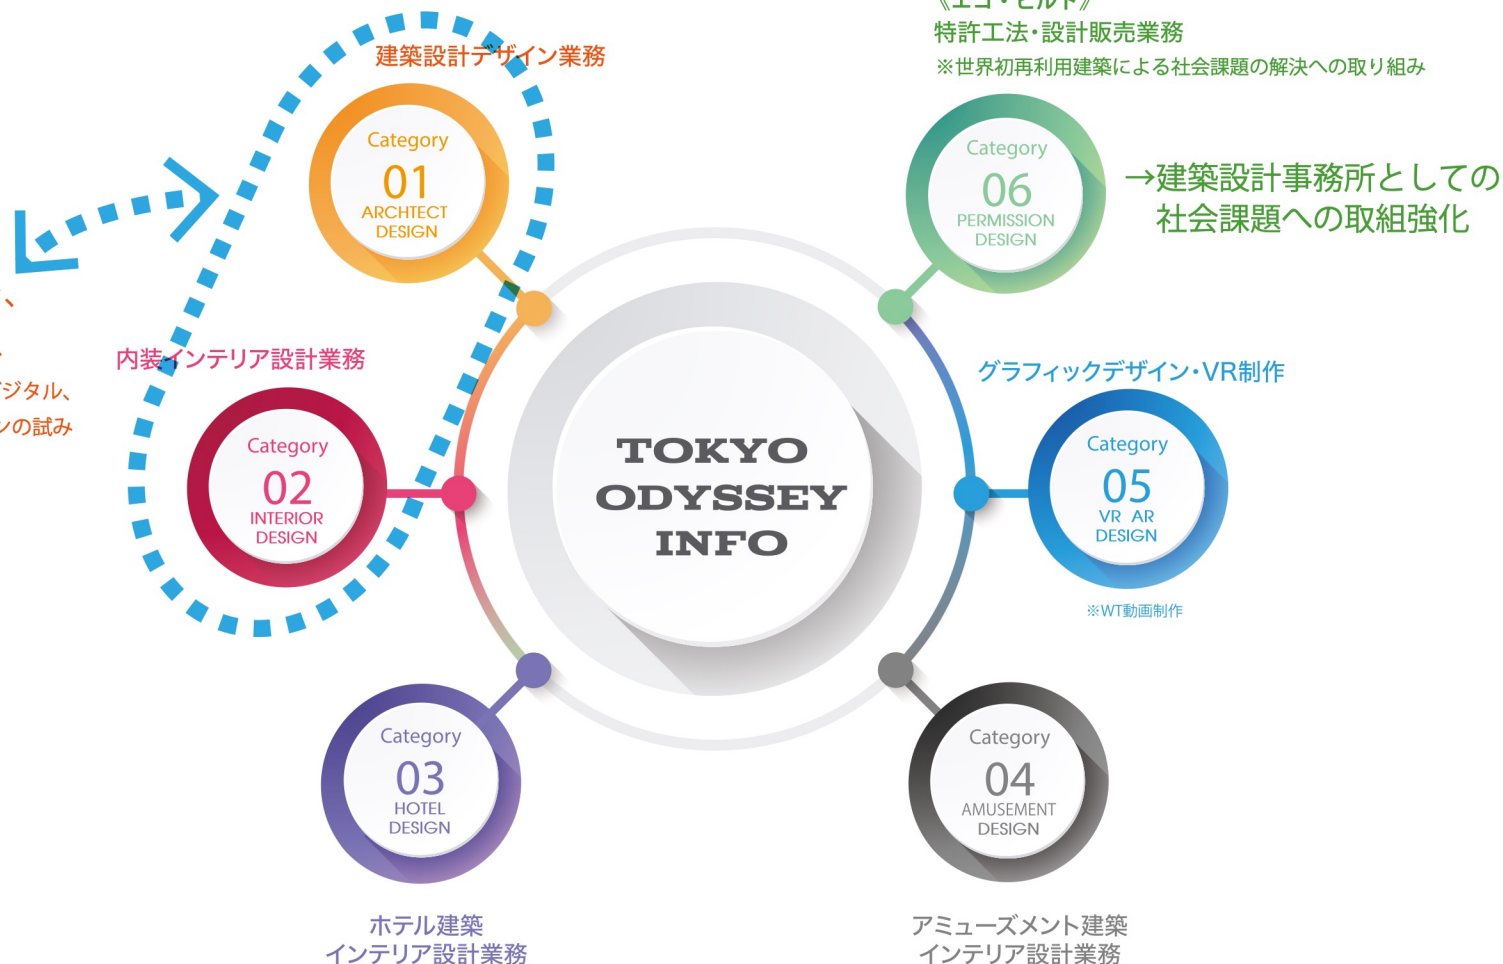 建築設計デザイン業務
Category
01
ARCHTECT
DESIGN
《エコ・ビルド》
特許工法・設計販売業務
※世界初再利用建築による社会課題の解決への取り組み
Category
06
PERMISSION
DESIGN
→建築設計事務所としての
社会課題への取組強化
ジタル、
ンの試み
内装インテリア設計業務
Category
02
INTERIOR
DESIGN
TOKYO
ODYSSEY
INFO
グラフィックデザイン・VR制作
Category
05
VR AR
DESIGN
※WT動画制作
Category
03
HOTEL
DESIGN
ホテル建築
インテリア設計業務
Category
04
AMUSEMENT
DESIGN
アミューズメント建築
インテリア設計業務